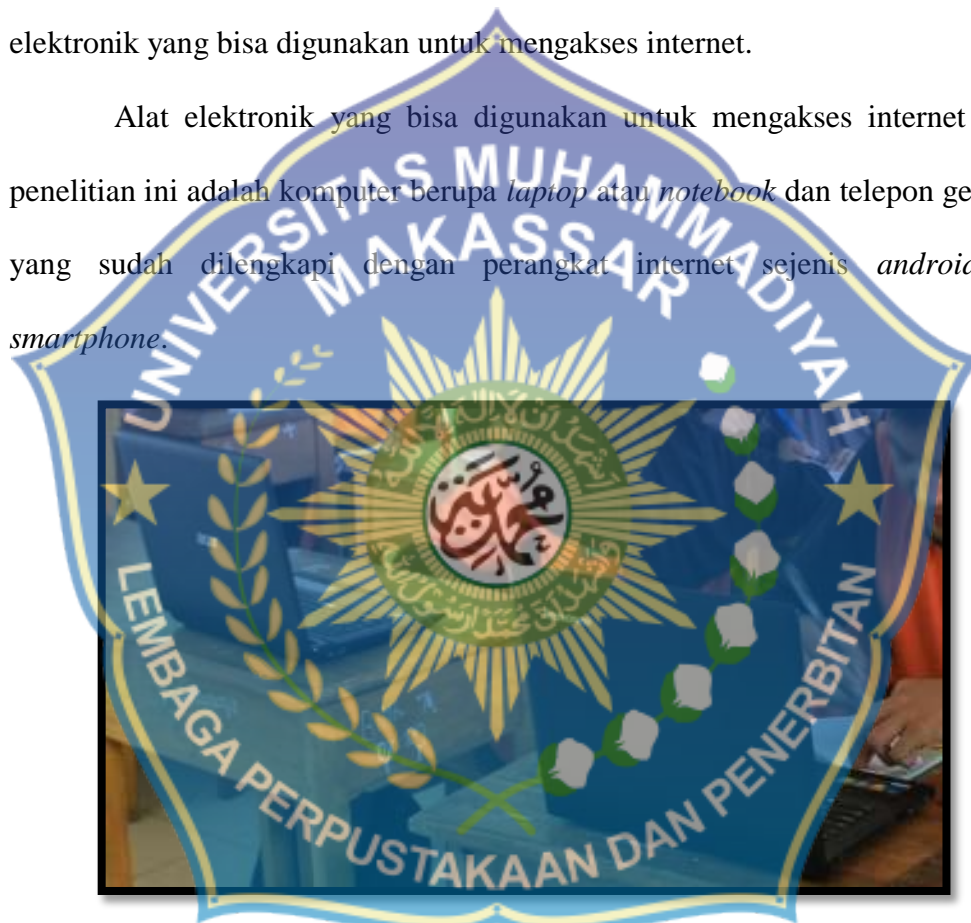 elektronik yang bisa digunakan untuk mengakses internet.
Alat elektronik yang bisa digunakan untuk mengakses internet
penelitian ini adalah komputer berupa laptop atau notebook dan telepon ge
yang sudah dilengkapi dengan perangkat internet sejenis android
smartphone.
UNIVERSITAS MUHAMMADIYAH
MAKASSAR
LEMBAGA PERPUSTAKAAN DAN PENERBITAN